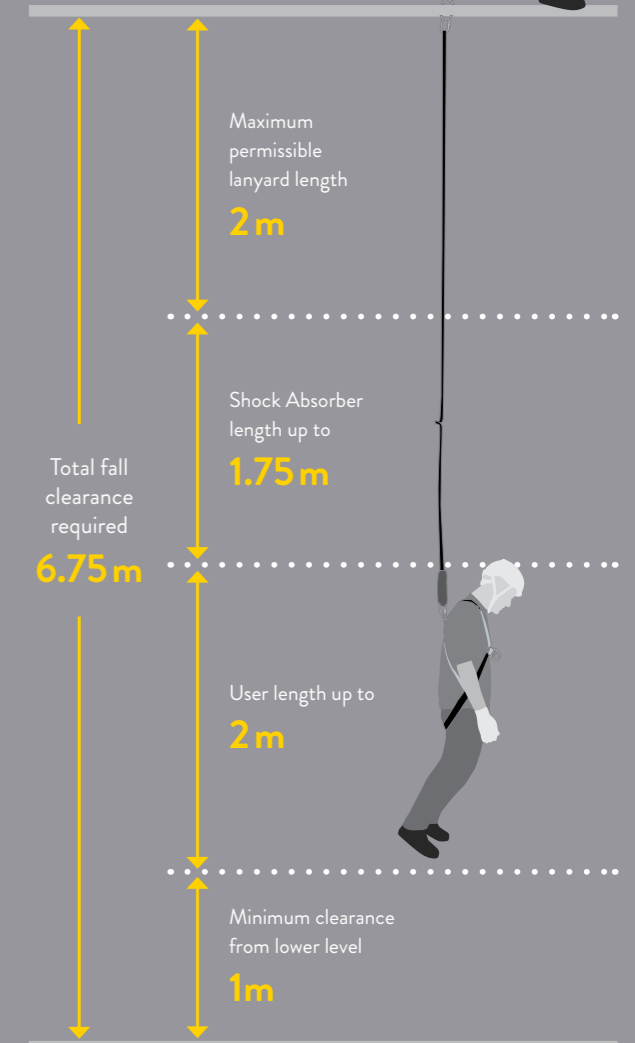 Maximum
permissible
lanyard length
2 m
Shock Absorber
length up to
1.75 m
Total fall
clearance
required
6.75 m
User length up to
2 m
Minimum clearance
from lower level
1m